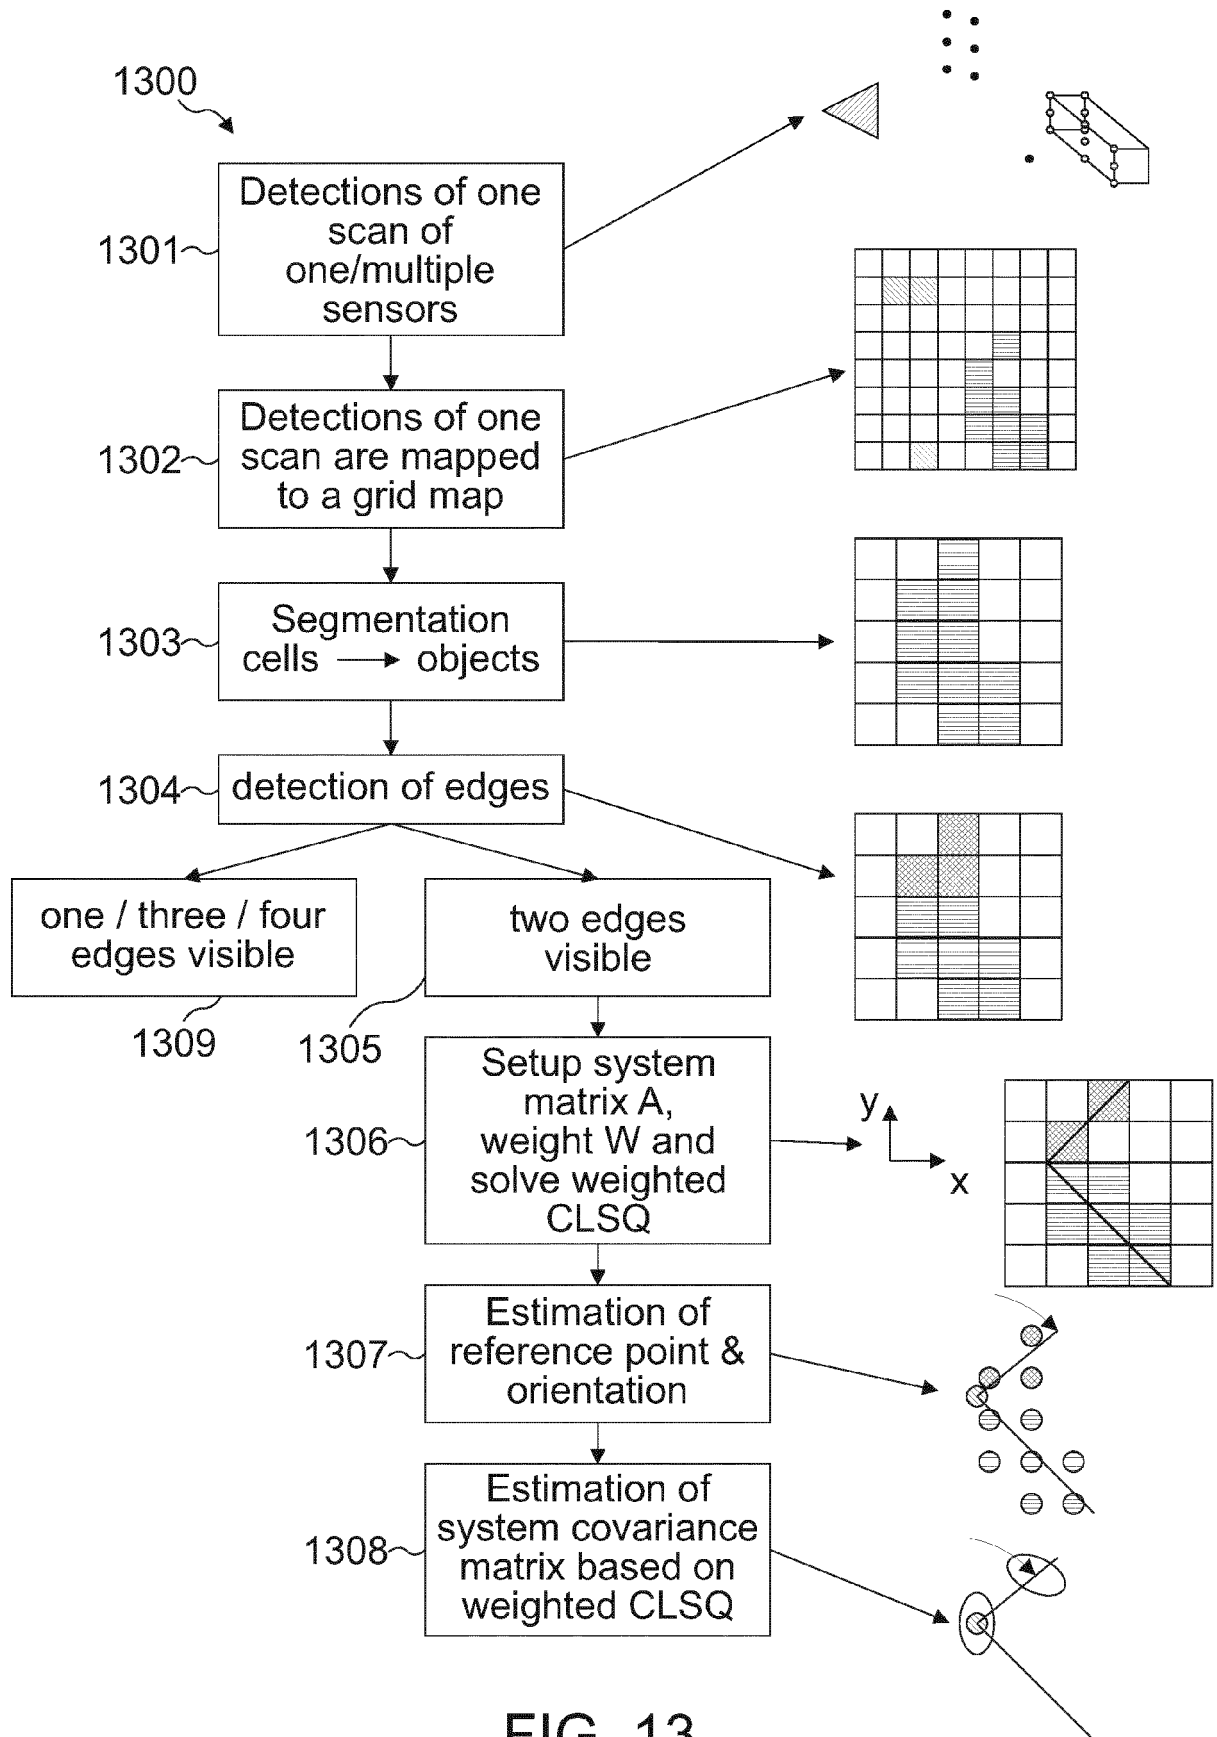 1300
Detections of one
scan of
one/multiple
sensors
1301
Detections of one
scan are mapped
to a grid map
1302
Segmentation
cells → objects
1303
detection of edges
1304
one / three / four
edges visible
1309
two edges
visible
1305
Setup system
matrix A,
weight W and
solve weighted
CLSQ
1306
y
x
Estimation of
reference point &
orientation
1307
Estimation of
system covariance
matrix based on
weighted CLSQ
1308
FIG. 13